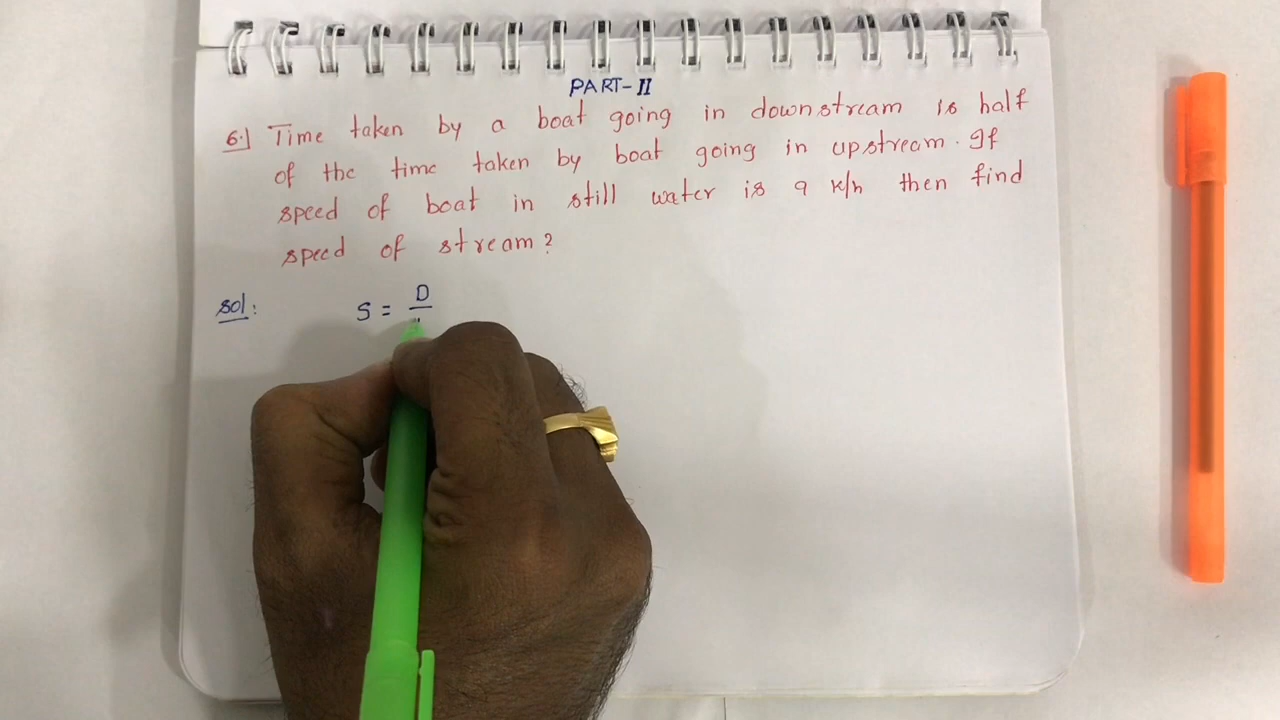 PART-II
6.] Time taken by a boat going in downstream is half
of the time taken by boat going in upstream. If
speed of boat in still water is 9 k/h then find
speed of stream?
sol: S = D